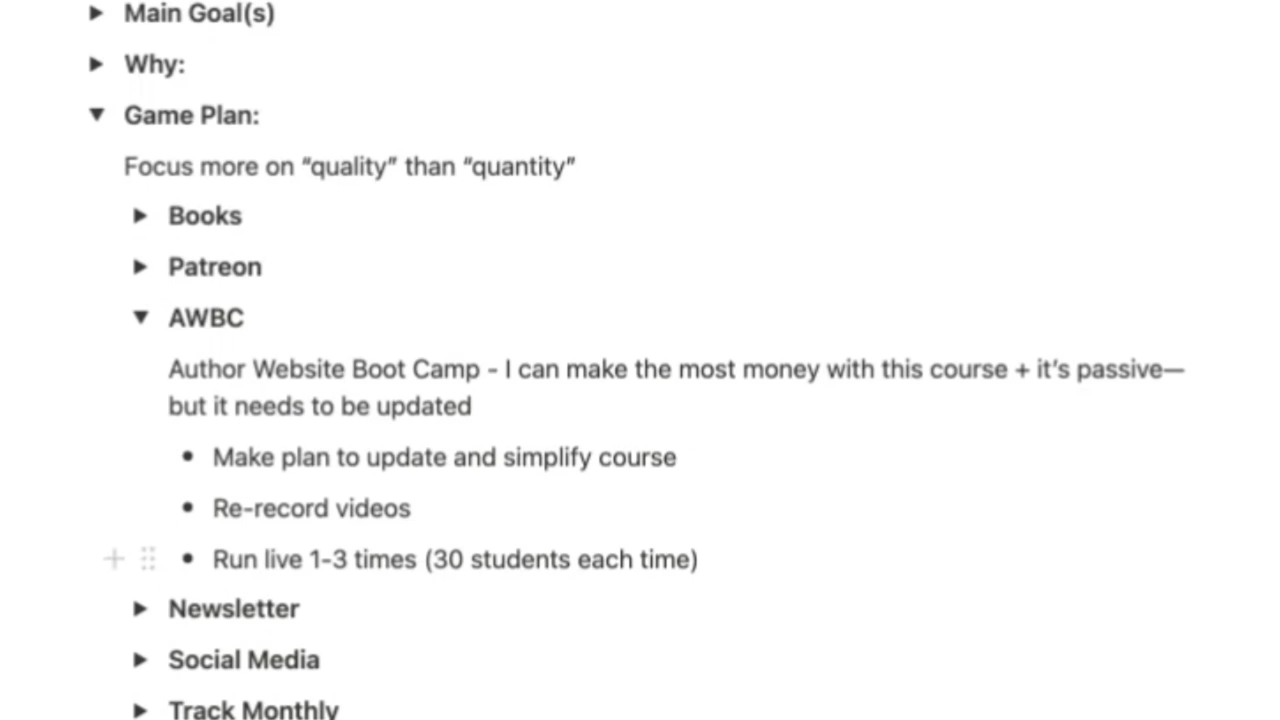 Main Goal(s)
Why:
Game Plan:
Focus more on “quality” than “quantity”
Books
Patreon
AWBC
Author Website Boot Camp - I can make the most money with this course + it’s passive—
but it needs to be updated
Make plan to update and simplify course
Re-record videos
Run live 1-3 times (30 students each time)
Newsletter
Social Media
Track Monthly